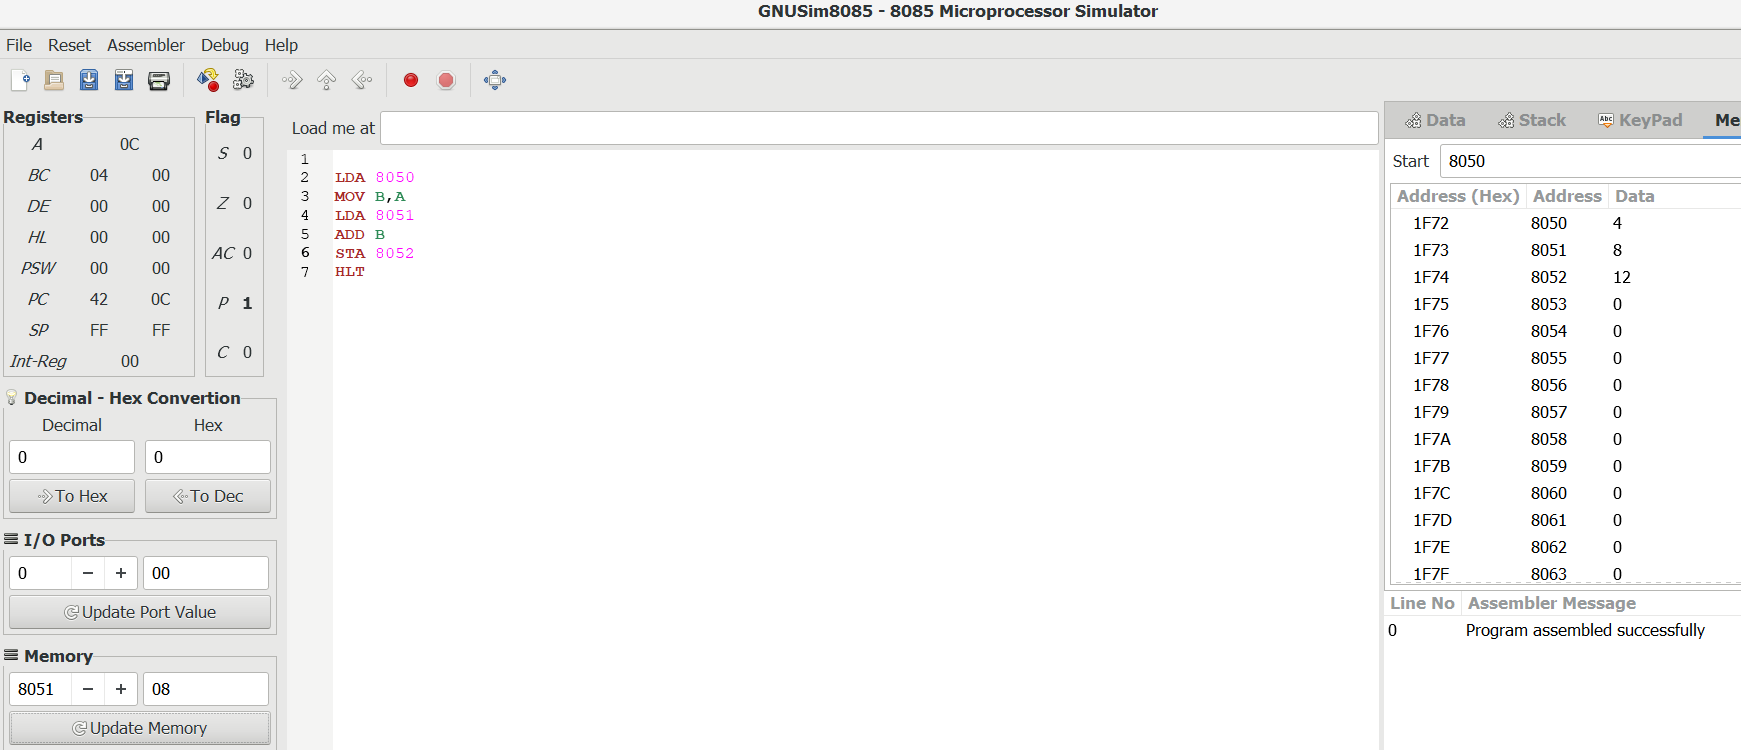 GNUSim8085 - 8085 Microprocessor Simulator
File Reset Assembler Debug Help
Registers
A 0C
BC 04 00
DE 00 00
HL 00 00
PSW 00 00
PC 42 0C
SP FF FF
Int-Reg 00
Flag
S 0
Z 0
AC 0
P 1
C 0
Decimal - Hex Convertion
Decimal Hex
0 0
To Hex To Dec
I/O Ports
0 − + 00
Update Port Value
Memory
8051 − + 08
Update Memory
Load me at
1
2 LDA 8050
3 MOV B,A
4 LDA 8051
5 ADD B
6 STA 8052
7 HLT
Data Stack Abc KeyPad Me
Start 8050
Address (Hex) Address Data
1F72 8050 4
1F73 8051 8
1F74 8052 12
1F75 8053 0
1F76 8054 0
1F77 8055 0
1F78 8056 0
1F79 8057 0
1F7A 8058 0
1F7B 8059 0
1F7C 8060 0
1F7D 8061 0
1F7E 8062 0
1F7F 8063 0
Line No Assembler Message
0 Program assembled successfully